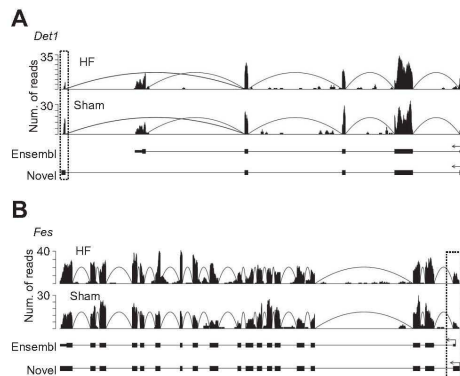 A
Det1
35
HF
Num. of reads
30
Sham
Ensembl
Novel
B
Fes
40
HF
Num. of reads
30
Sham
Ensembl
Novel